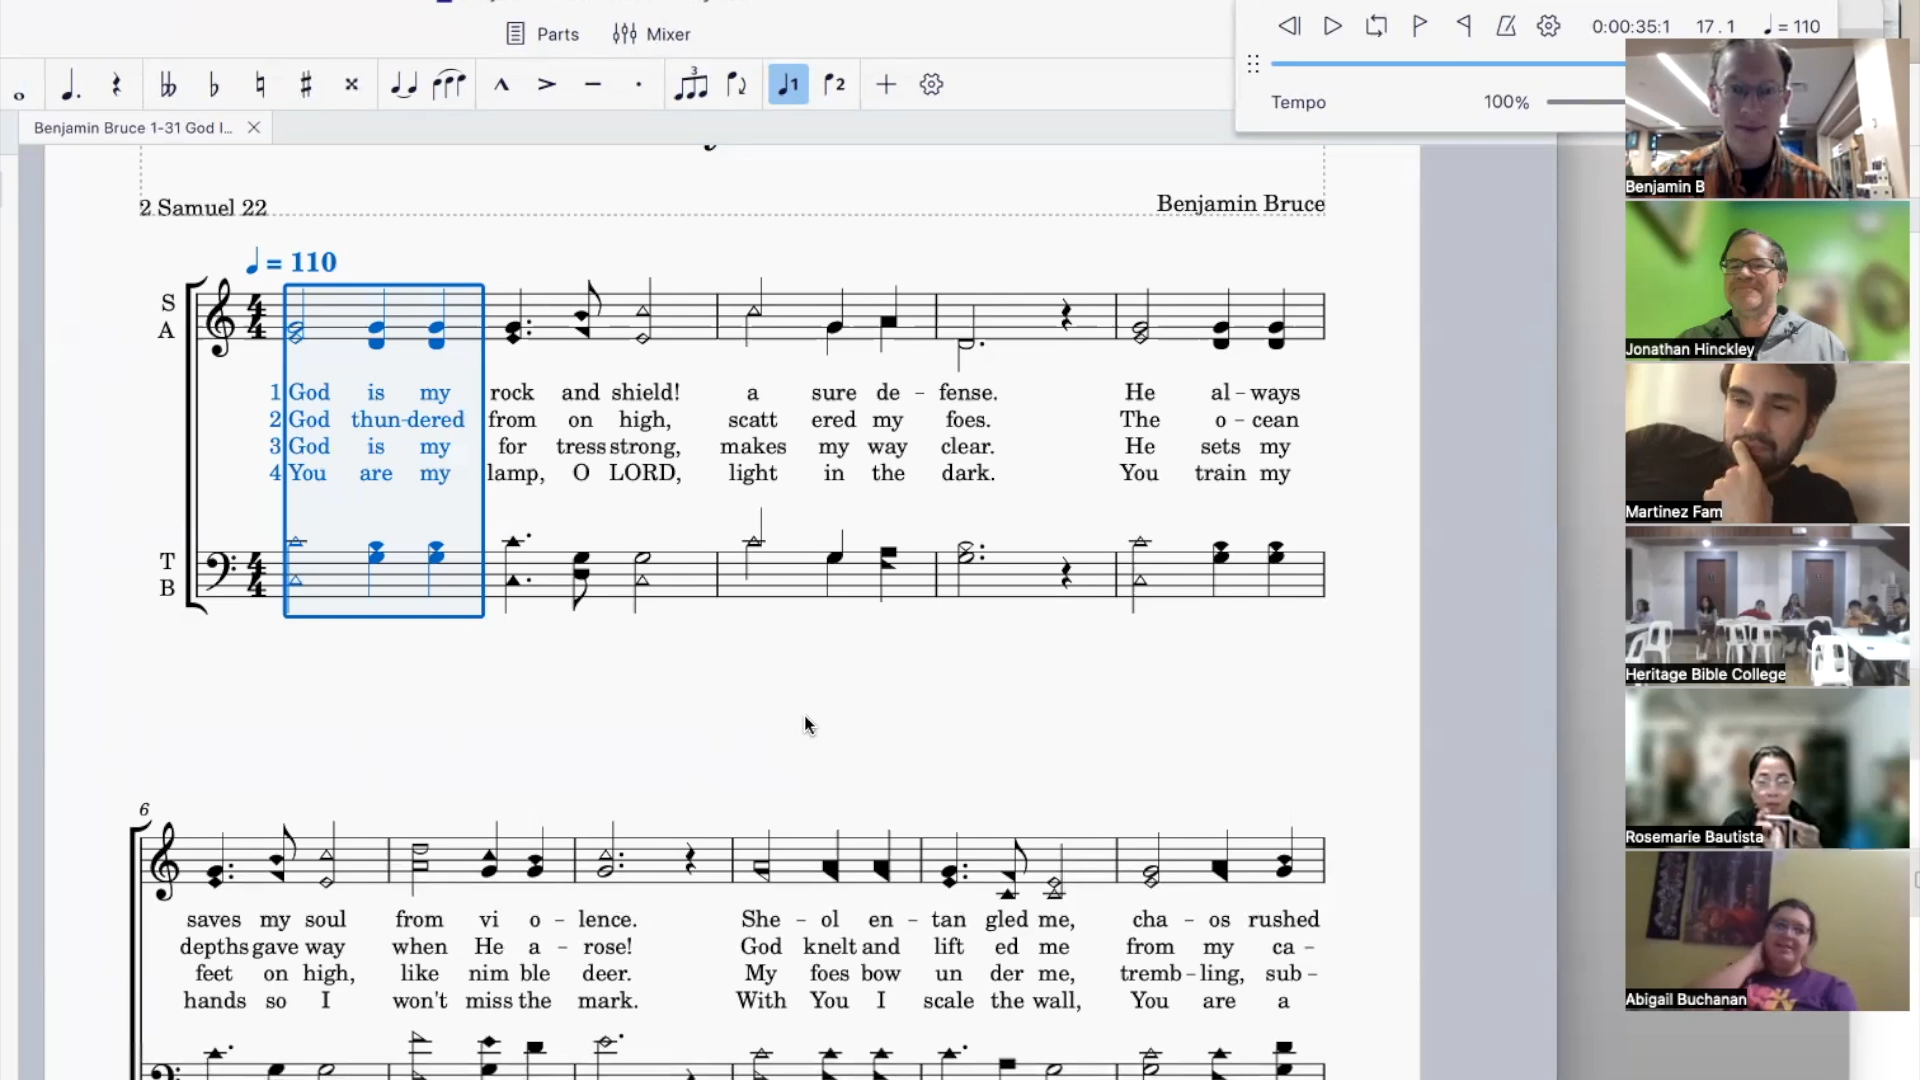 Parts Mixer
0:00:35:1 17 . 1 = 110
Tempo 100%
3 1 2
Benjamin Bruce 1-31 God I...
2 Samuel 22
Benjamin Bruce
= 110
S
A
1 God is my rock and shield! a sure de - fense. He al - ways
2 God thun-dered from on high, scatt ered my foes. The o - cean
3 God is my for tress strong, makes my way clear. He sets my
4 You are my lamp, O LORD, light in the dark. You train my
T
B
6
saves my soul from vi o - lence. She - ol en - tan gled me, cha - os rushed
depths gave way when He a - rose! God knelt and lift ed me from my ca -
feet on high, like nim ble deer. My foes bow un der me, tremb - ling, sub -
hands so I won't miss the mark. With You I scale the wall, You are a
Benjamin B
Jonathan Hinckley
Martinez Fam
Heritage Bible College
Rosemarie Bautista
Abigail Buchanan